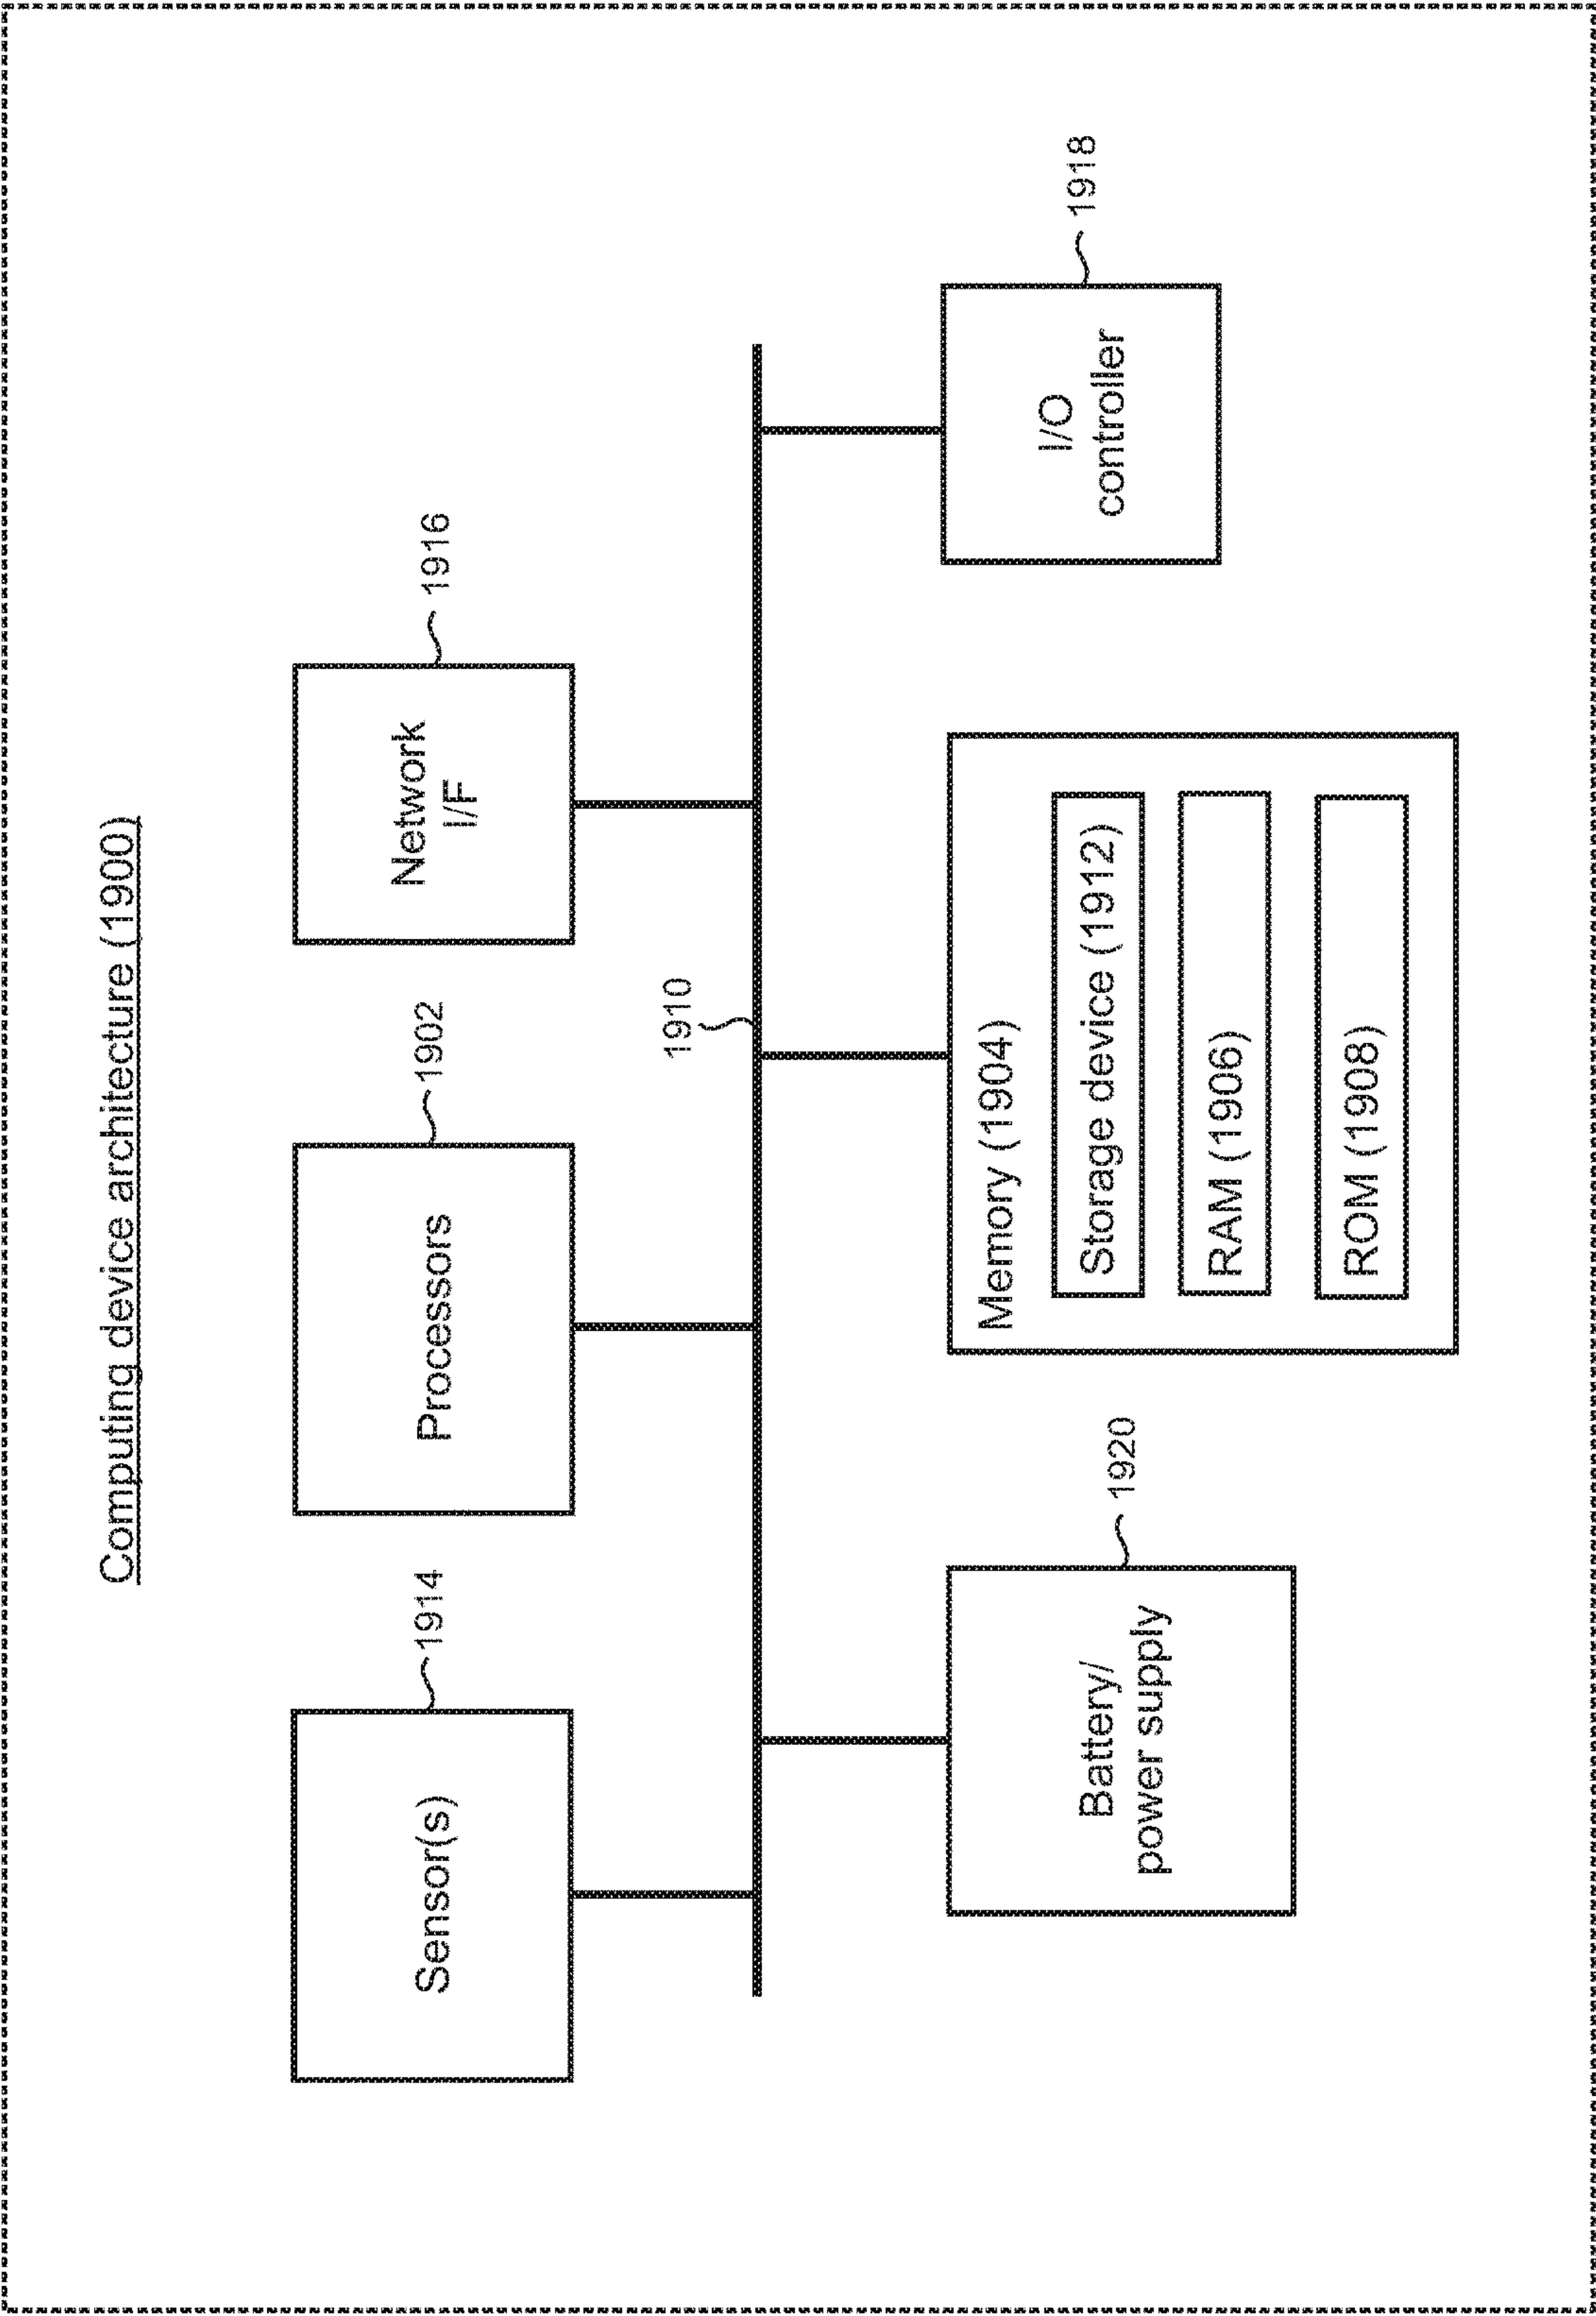 Computing device architecture (1900)
Sensor(s)
1914
Processors
1902
Network
I/F
1916
1910
Battery/
power supply
1920
Memory (1904)
Storage device (1912)
RAM (1906)
ROM (1908)
I/O
controller
1918